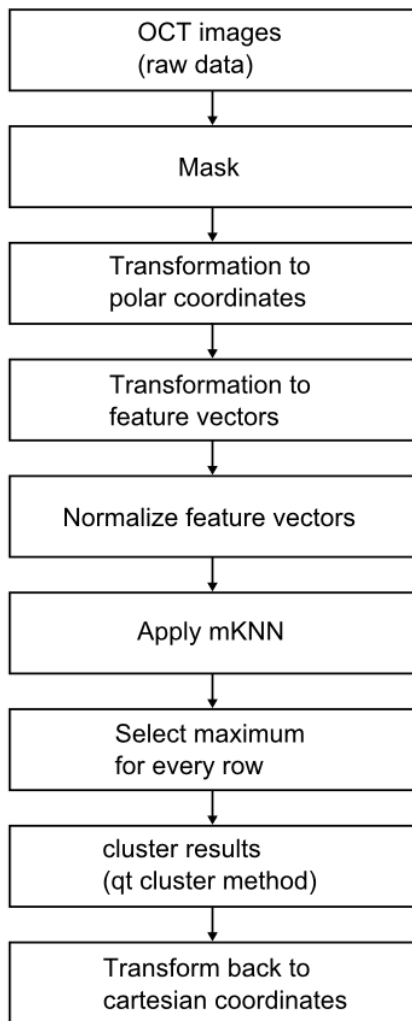 OCT images
(raw data)
Mask
Transformation to
polar coordinates
Transformation to
feature vectors
Normalize feature vectors
Apply mKNN
Select maximum
for every row
cluster results
(qt cluster method)
Transform back to
cartesian coordinates